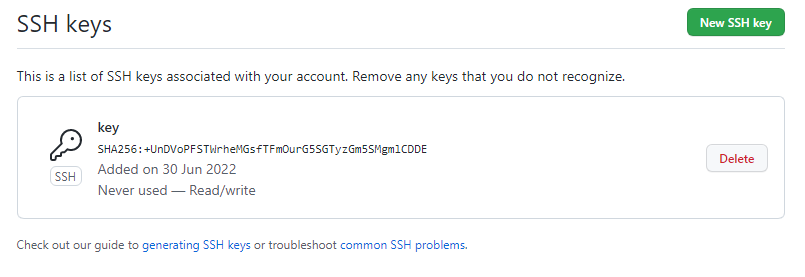 SSH keys
New SSH key
This is a list of SSH keys associated with your account. Remove any keys that you do not recognize.
key
SHA256:+UnDVoPFSTWrheMGsfTFmOurG5SGTyzGm5SMgmlCDDE
SSH
Added on 30 Jun 2022
Never used — Read/write
Delete
Check out our guide to generating SSH keys or troubleshoot common SSH problems.